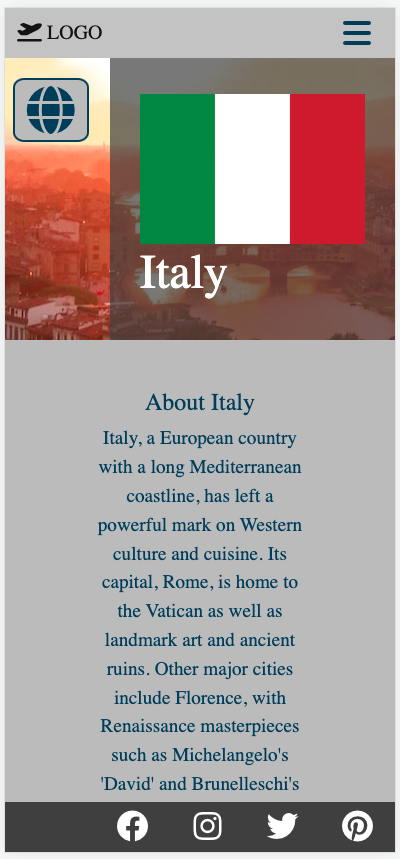 LOGO
Italy
About Italy
Italy, a European country
with a long Mediterranean
coastline, has left a
powerful mark on Western
culture and cuisine. Its
capital, Rome, is home to
the Vatican as well as
landmark art and ancient
ruins. Other major cities
include Florence, with
Renaissance masterpieces
such as Michelangelo's
'David' and Brunelleschi's